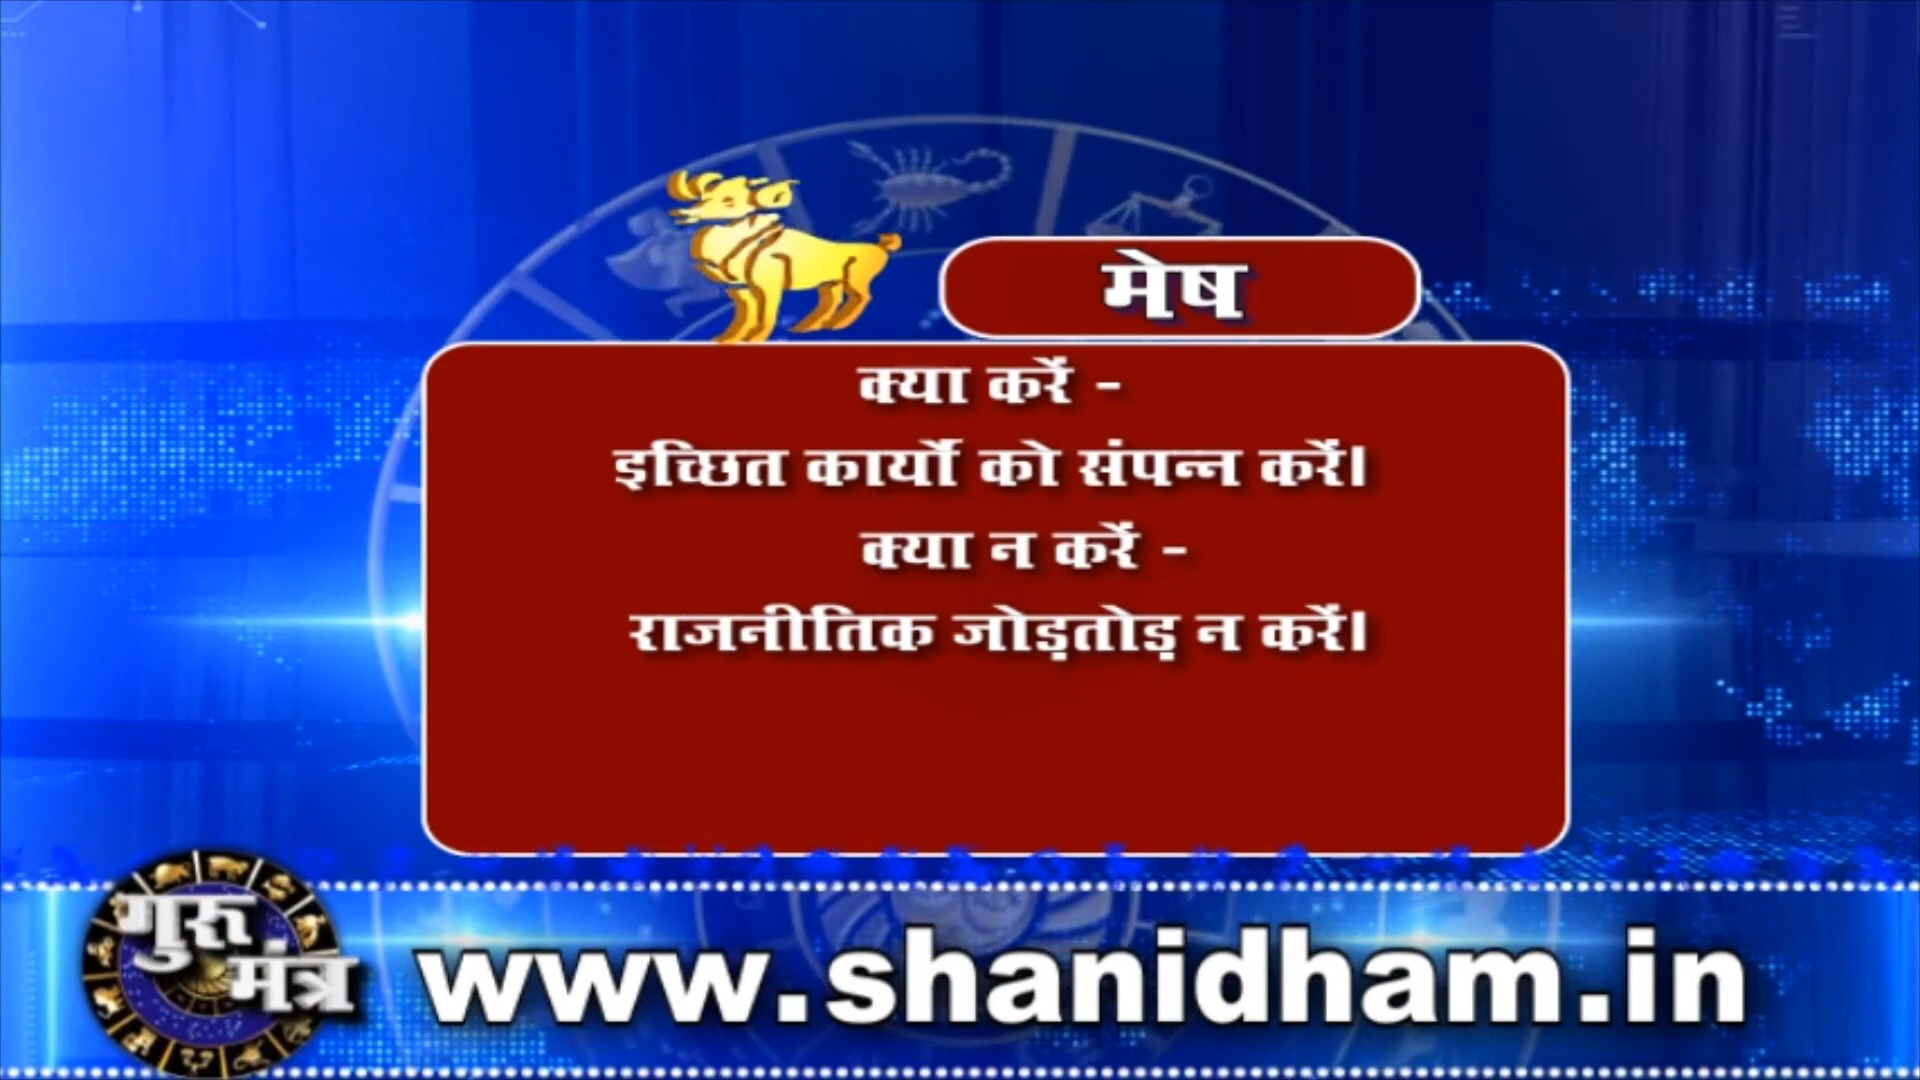 मेष
क्या करें -
इच्छित कार्यों को संपन्न करें।
क्या न करें -
राजनीतिक जोड़तोड़ न करें।
गुरु
मंत्र
www.shanidham.in